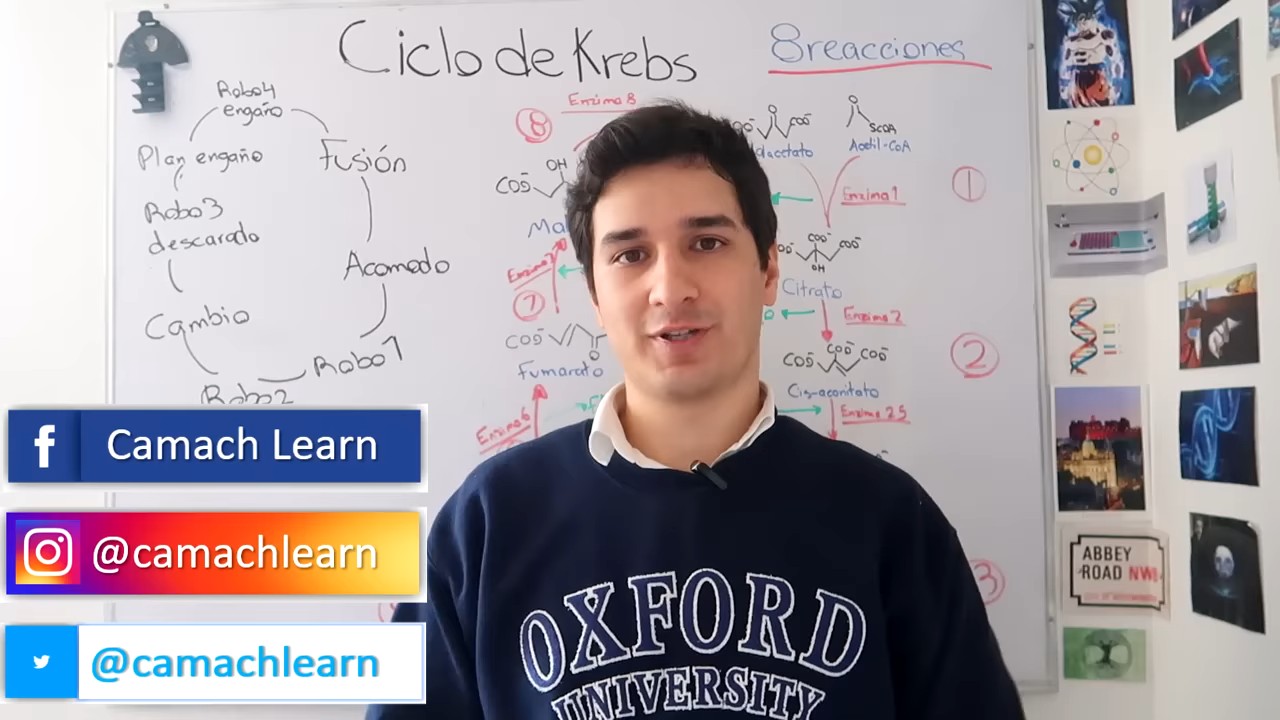 Ciclo de Krebs
8 reacciones
Robo4
engaño
Plan engaño
Robo3
descarado
Cambio
Robo2
Robo1
Acomodo
Fusión
8
Enzima 8
OH
COO⁻
Fumarato
COO⁻
7
Enzima 7
Enzima 6
O
COO⁻
O
SCOA
Acetil-CoA
Enzima 1
1
COO⁻
COO⁻
OH
Citrato
Enzima 2
2
COO⁻
COO⁻
COO⁻
Cis-aconitato
Enzima 2.5
3
f
Camach Learn
@camachlearn
@camachlearn
OXFORD
UNIVERSITY
ABBEY
ROAD NW1